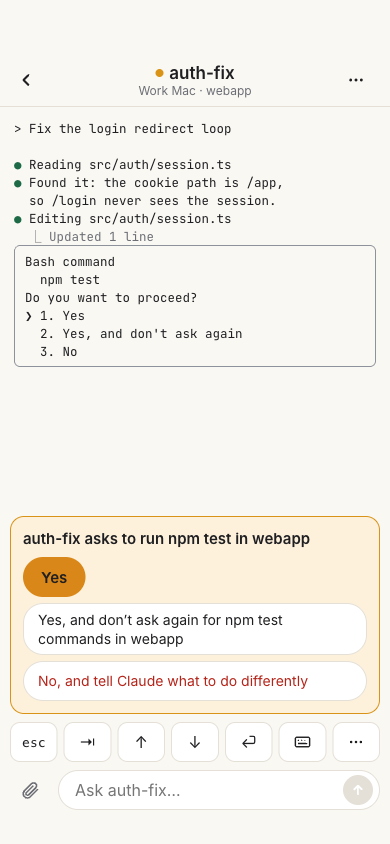 auth-fix
Work Mac · webapp
> Fix the login redirect loop
● Reading src/auth/session.ts
● Found it: the cookie path is /app,
so /login never sees the session.
● Editing src/auth/session.ts
⎿ Updated 1 line
Bash command
npm test
Do you want to proceed?
❯ 1. Yes
2. Yes, and don't ask again
3. No
auth-fix asks to run npm test in webapp
Yes
Yes, and don’t ask again for npm test
commands in webapp
No, and tell Claude what to do differently
esc
Ask auth-fix...